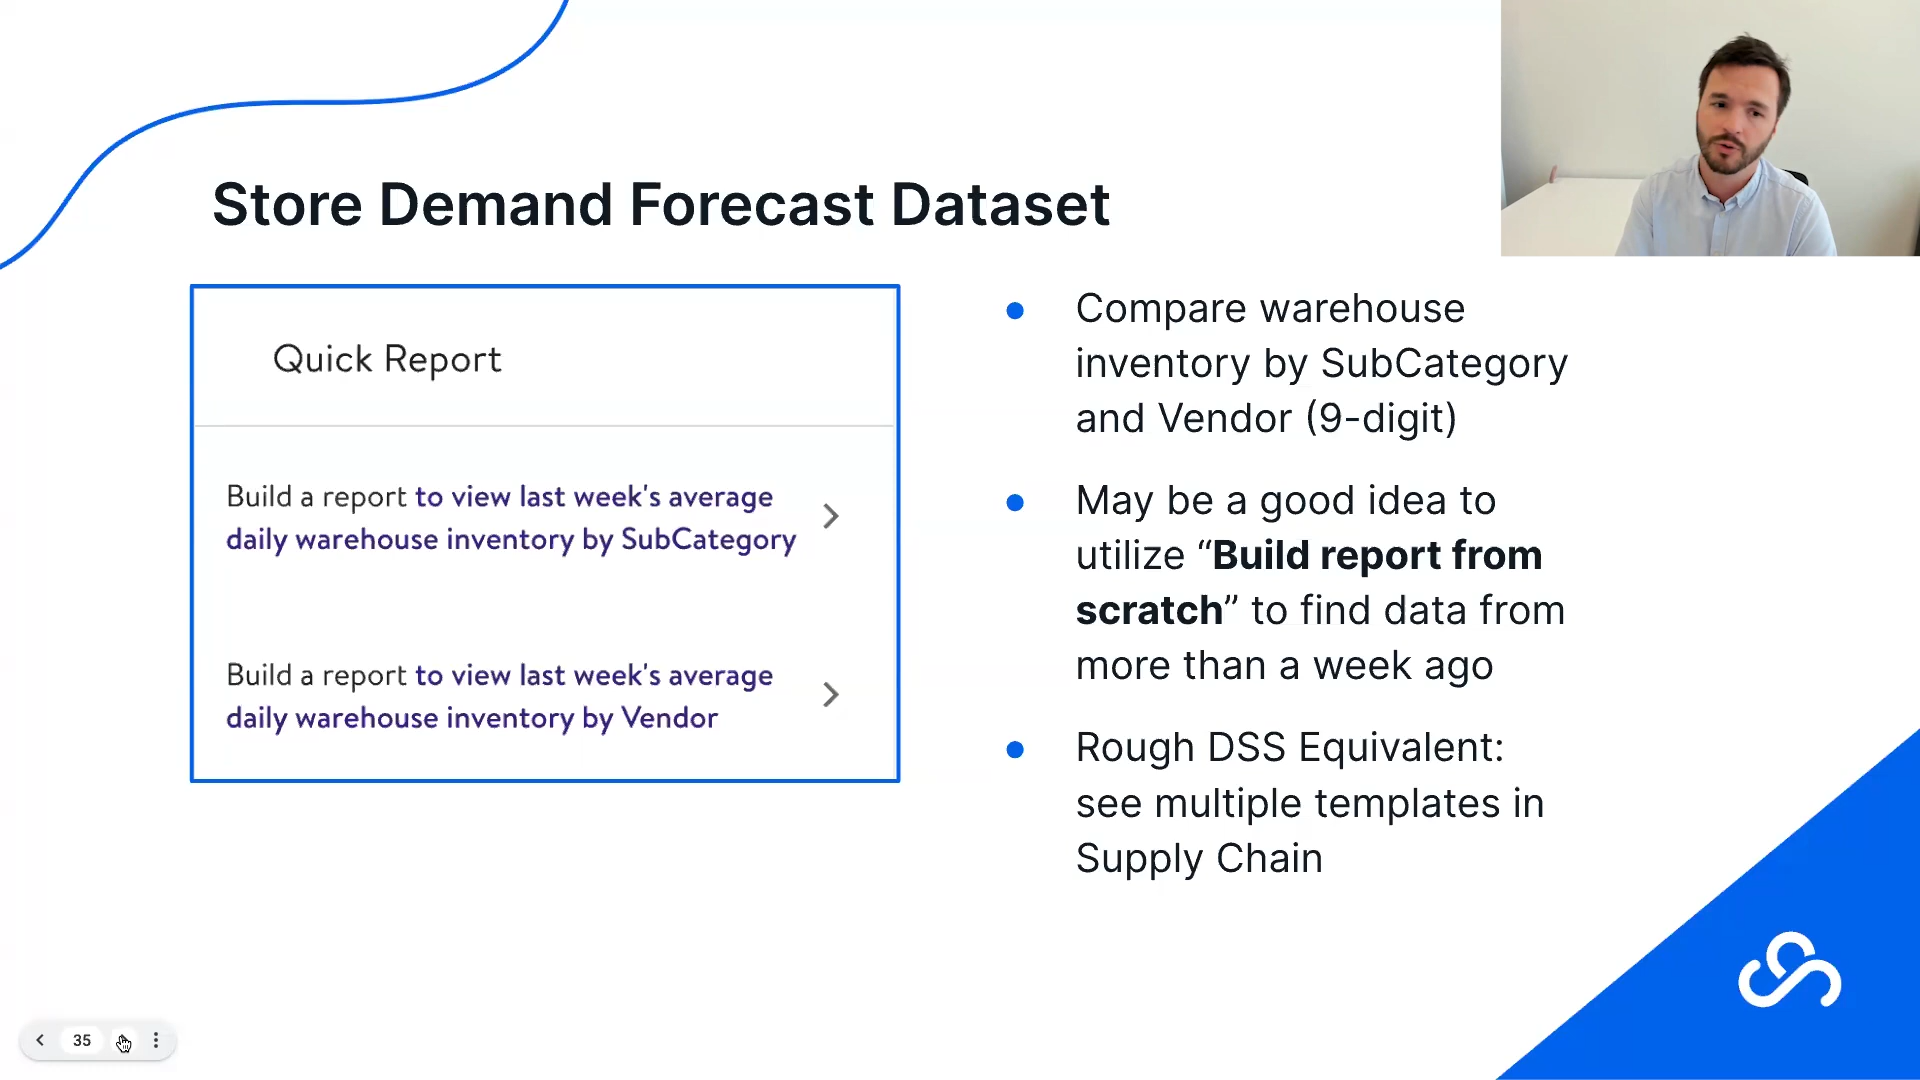 Store Demand Forecast Dataset
Quick Report
Build a report to view last week's average
daily warehouse inventory by SubCategory
Build a report to view last week's average
daily warehouse inventory by Vendor
● Compare warehouse
inventory by SubCategory
and Vendor (9-digit)
● May be a good idea to
utilize “Build report from
scratch” to find data from
more than a week ago
● Rough DSS Equivalent:
see multiple templates in
Supply Chain
35